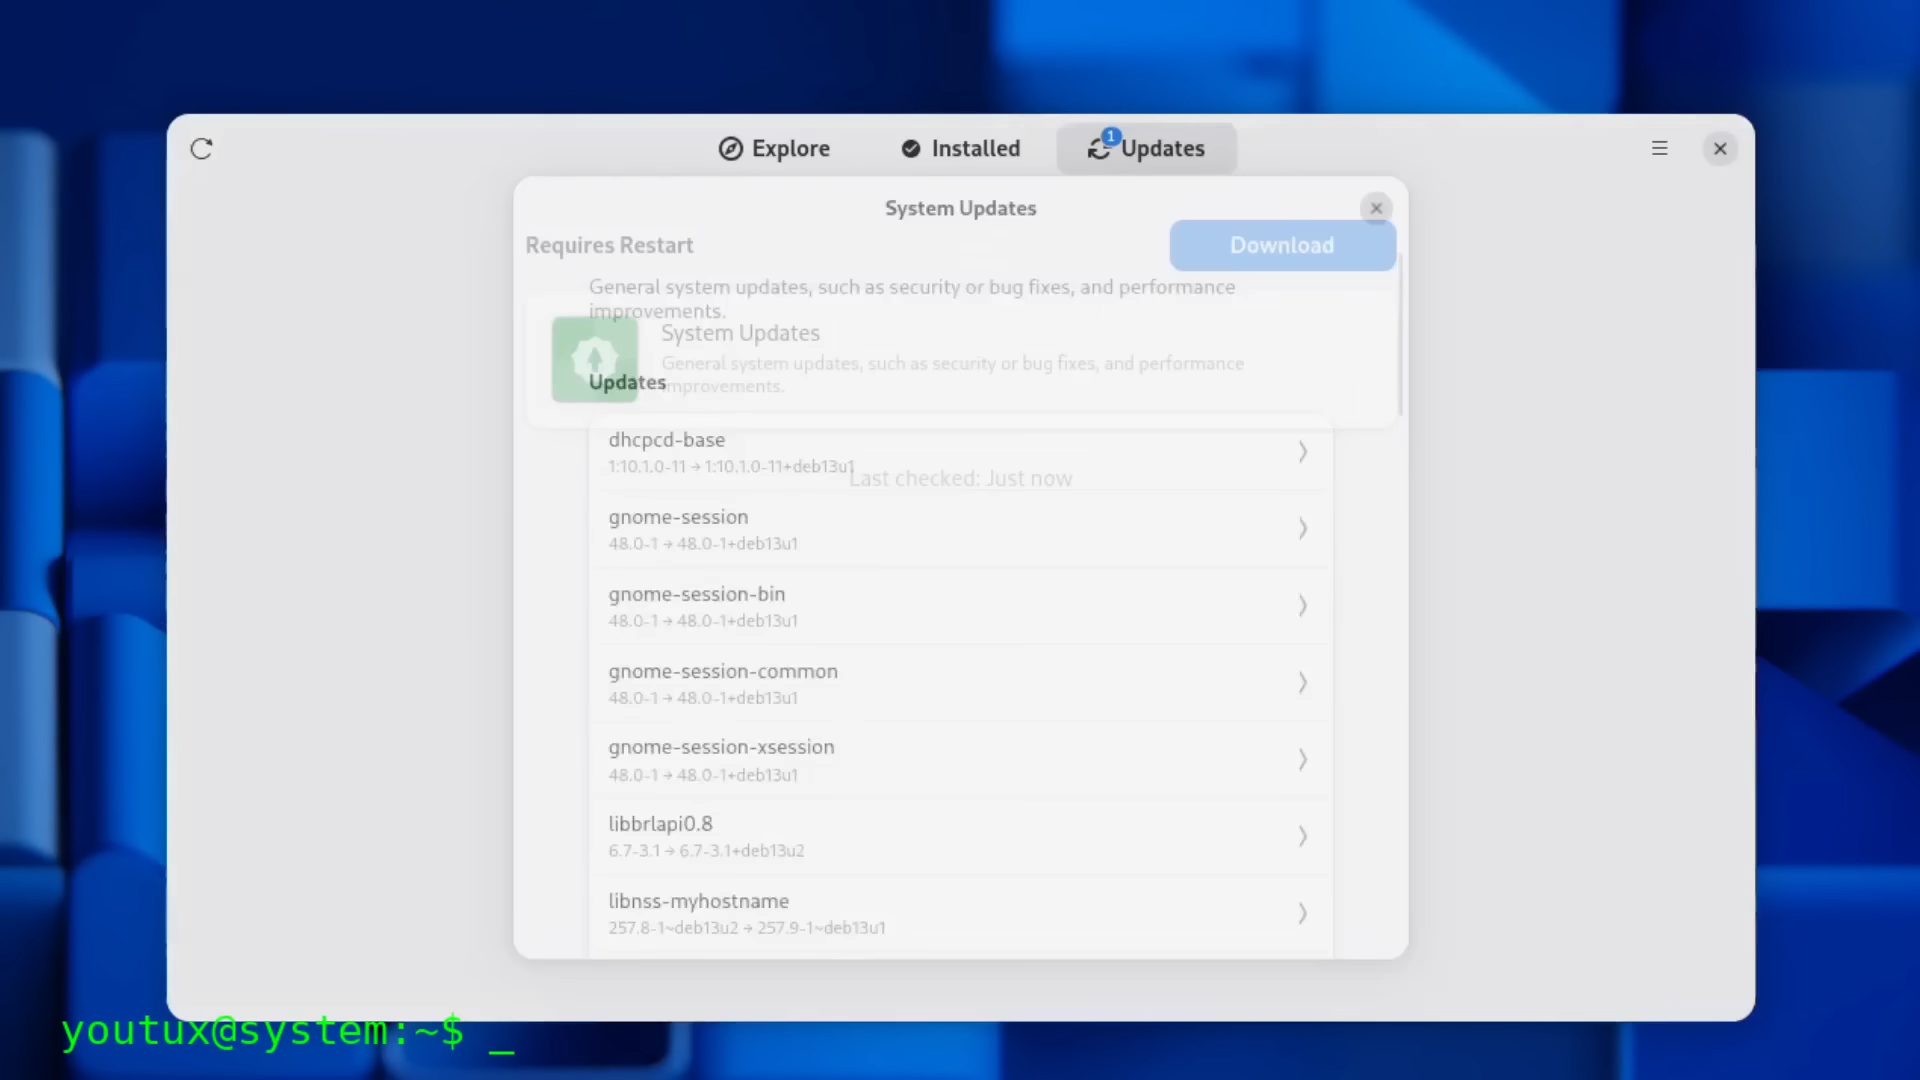 Explore
Installed
1
Updates
System Updates
Requires Restart
Download
General system updates, such as security or bug fixes, and performance
improvements.
System Updates
General system updates, such as security or bug fixes, and performance
improvements.
Updates
dhcpcd-base
1:10.1.0-11 → 1:10.1.0-11+deb13u1
Last checked: Just now
gnome-session
48.0-1 → 48.0-1+deb13u1
gnome-session-bin
48.0-1 → 48.0-1+deb13u1
gnome-session-common
48.0-1 → 48.0-1+deb13u1
gnome-session-xsession
48.0-1 → 48.0-1+deb13u1
libbrlapi0.8
6.7-3.1 → 6.7-3.1+deb13u2
libnss-myhostname
257.8-1~deb13u2 → 257.9-1~deb13u1
youtux@system:~$ _